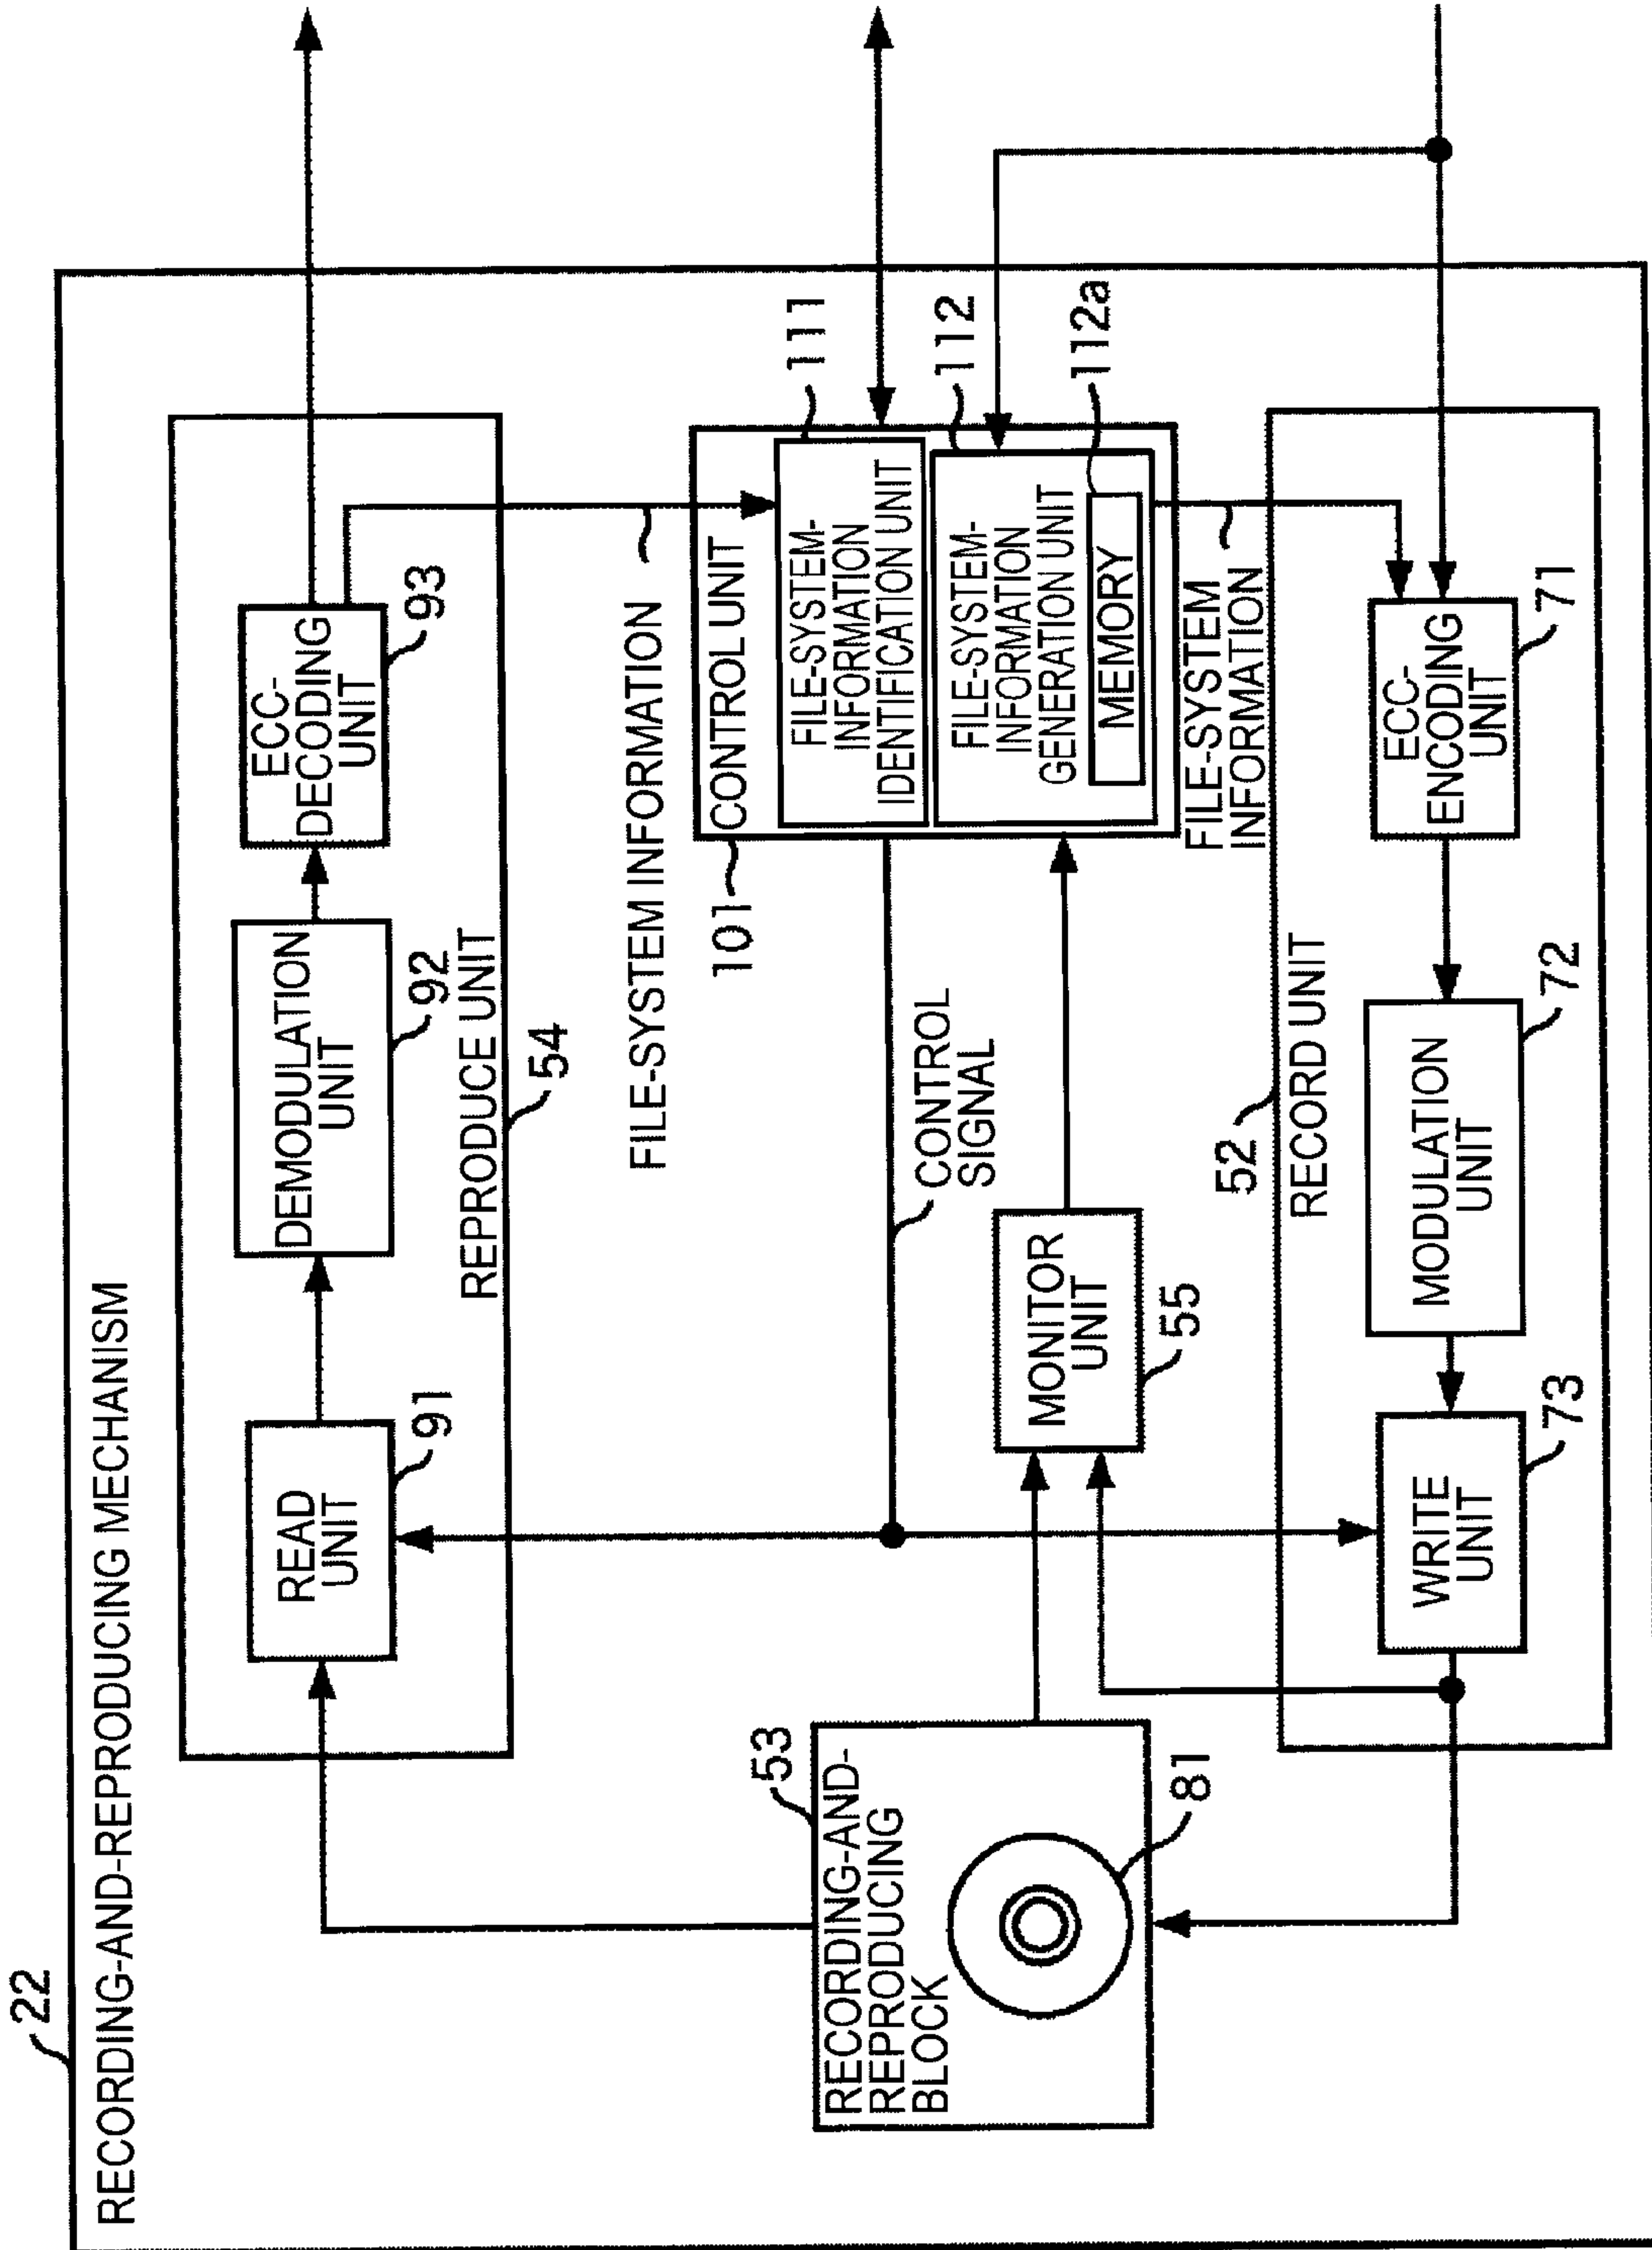 22
RECORDING-AND-REPRODUCING MECHANISM
READ
UNIT
91
DEMODULATION
UNIT
92
ECC-
DECODING
UNIT
93
REPRODUCE UNIT
54
FILE-SYSTEM INFORMATION
101
CONTROL UNIT
FILE-SYSTEM-
INFORMATION
IDENTIFICATION UNIT
111
FILE-SYSTEM-
INFORMATION
GENERATION UNIT
112
MEMORY
112a
CONTROL
SIGNAL
53
RECORDING-AND-
REPRODUCING
BLOCK
81
MONITOR
UNIT
55
FILE-SYSTEM
INFORMATION
52
RECORD UNIT
WRITE
UNIT
73
MODULATION
UNIT
72
ECC-
ENCODING
UNIT
71